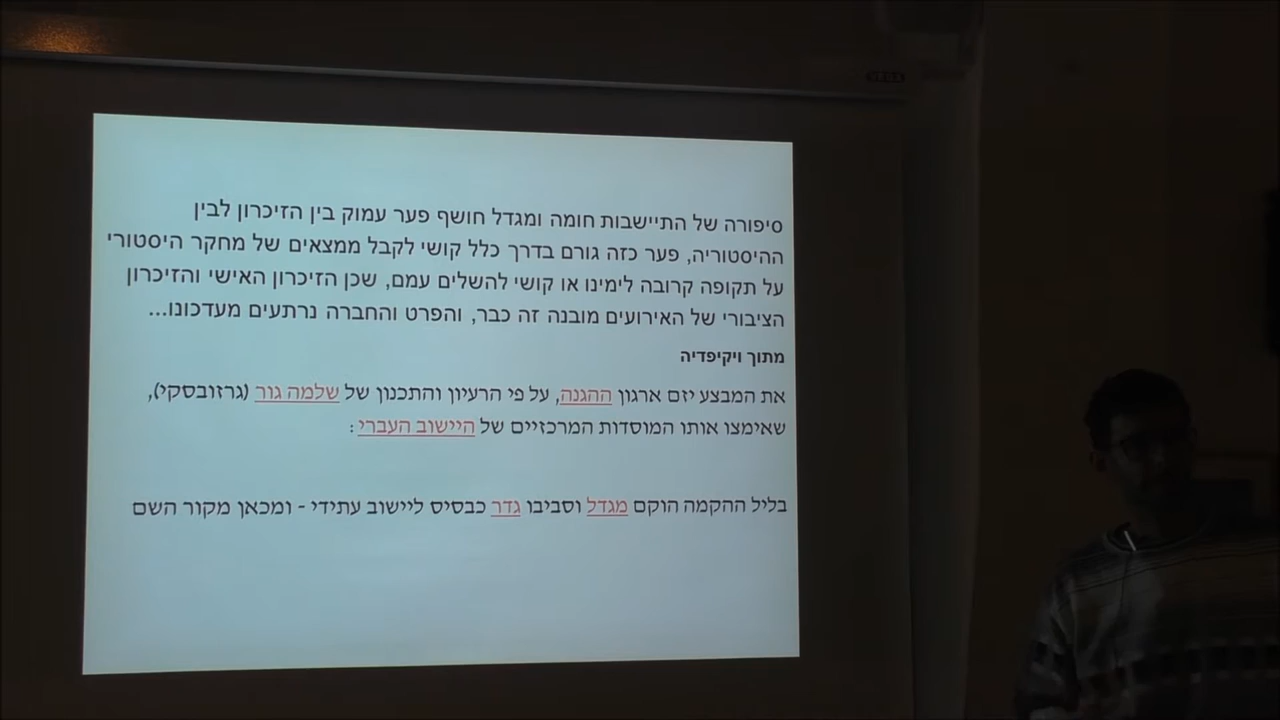 סיפורה של התיישבות חומה ומגדל חושף פער עמוק בין הזיכרון לבין
ההיסטוריה, פער כזה גורם בדרך כלל קושי לקבל ממצאים של מחקר היסטורי
על תקופה קרובה לימינו או קושי להשלים עמם, שכן הזיכרון האישי והזיכרון
הציבורי של האירועים מובנה זה כבר, והפרט והחברה נרתעים מעדכונו...
מתוך ויקיפדיה
את המבצע יזם ארגון ההגנה, על פי הרעיון והתכנון של שלמה גור (גרזובסקי),
שאימצו אותו המוסדות המרכזיים של היישוב העברי:
בליל ההקמה הוקם מגדל וסביבו גדר כבסיס ליישוב עתידי - ומכאן מקור השם